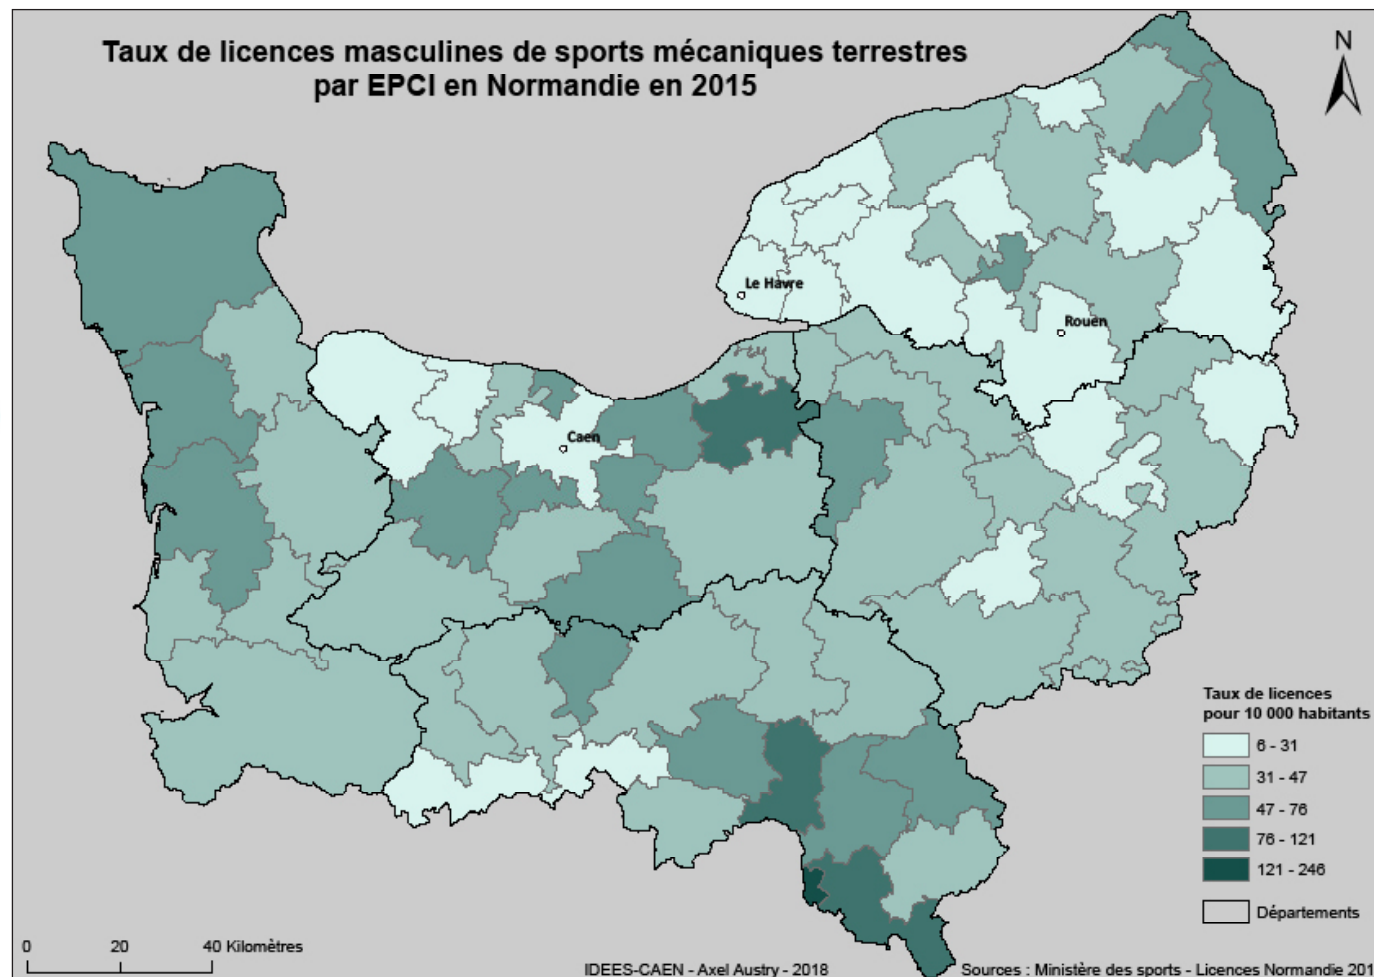 Taux de licences masculines de sports mécaniques terrestres
par EPCI en Normandie en 2015
N
Le Havre
Rouen
Caen
Taux de licences
pour 10 000 habitants
6 - 31
31 - 47
47 - 76
76 - 121
121 - 246
Départements
0 20 40 Kilomètres
IDEES-CAEN - Axel Austry - 2018
Sources : Ministère des sports - Licences Normandie 201